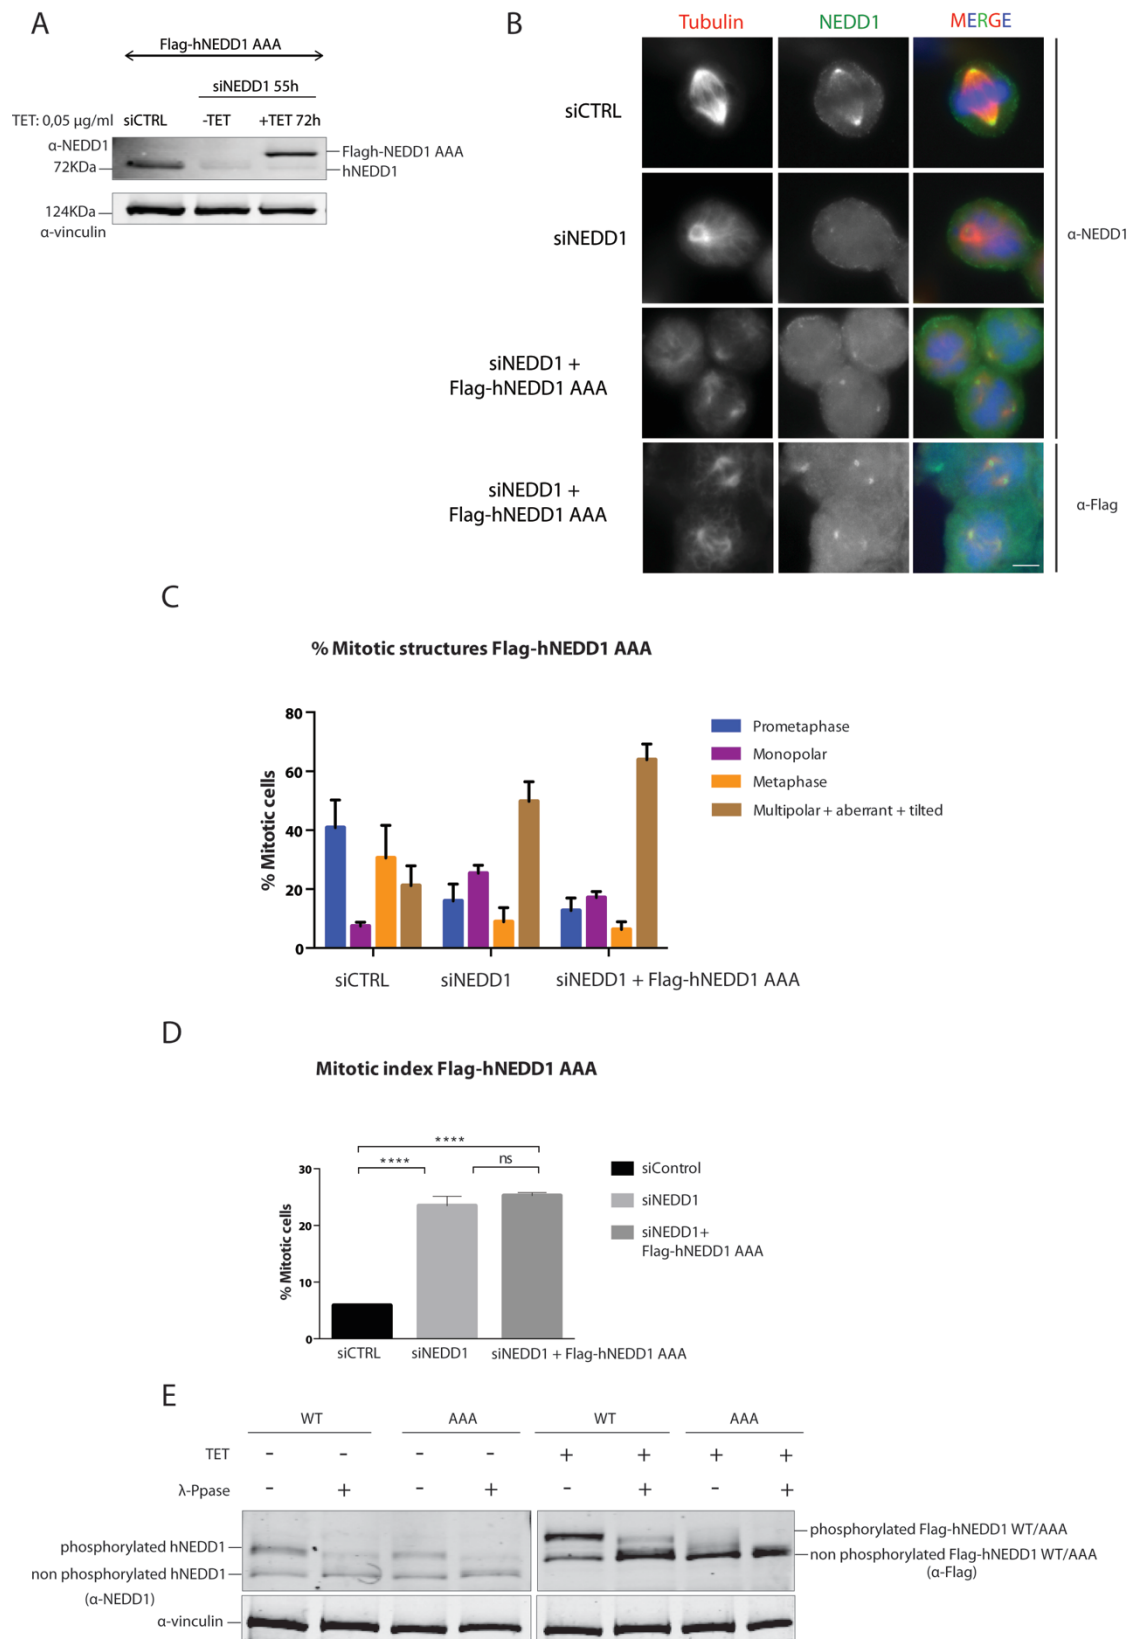 A
Flag-hNEDD1 AAA
siNEDD1 55h
TET: 0,05 µg/ml siCTRL -TET +TET 72h
α-NEDD1
Flagh-NEDD1 AAA
72KDa
hNEDD1
124KDa
α-vinculin
B
Tubulin NEDD1 MERGE
siCTRL
siNEDD1
α-NEDD1
siNEDD1 +
Flag-hNEDD1 AAA
siNEDD1 +
Flag-hNEDD1 AAA
α-Flag
C
% Mitotic structures Flag-hNEDD1 AAA
% Mitotic cells
80
60
40
20
0
siCTRL siNEDD1 siNEDD1 + Flag-hNEDD1 AAA
Prometaphase
Monopolar
Metaphase
Multipolar + aberrant + tilted
D
Mitotic index Flag-hNEDD1 AAA
****
**** ns
% Mitotic cells
30
20
10
0
siCTRL siNEDD1 siNEDD1 + Flag-hNEDD1 AAA
siControl
siNEDD1
siNEDD1+
Flag-hNEDD1 AAA
E
WT AAA WT AAA
TET - - - - + + + +
λ-Ppase - + - + - + - +
phosphorylated Flag-hNEDD1 WT/AAA
phosphorylated hNEDD1
non phosphorylated Flag-hNEDD1 WT/AAA
(α-Flag)
non phosphorylated hNEDD1
(α-NEDD1)
α-vinculin